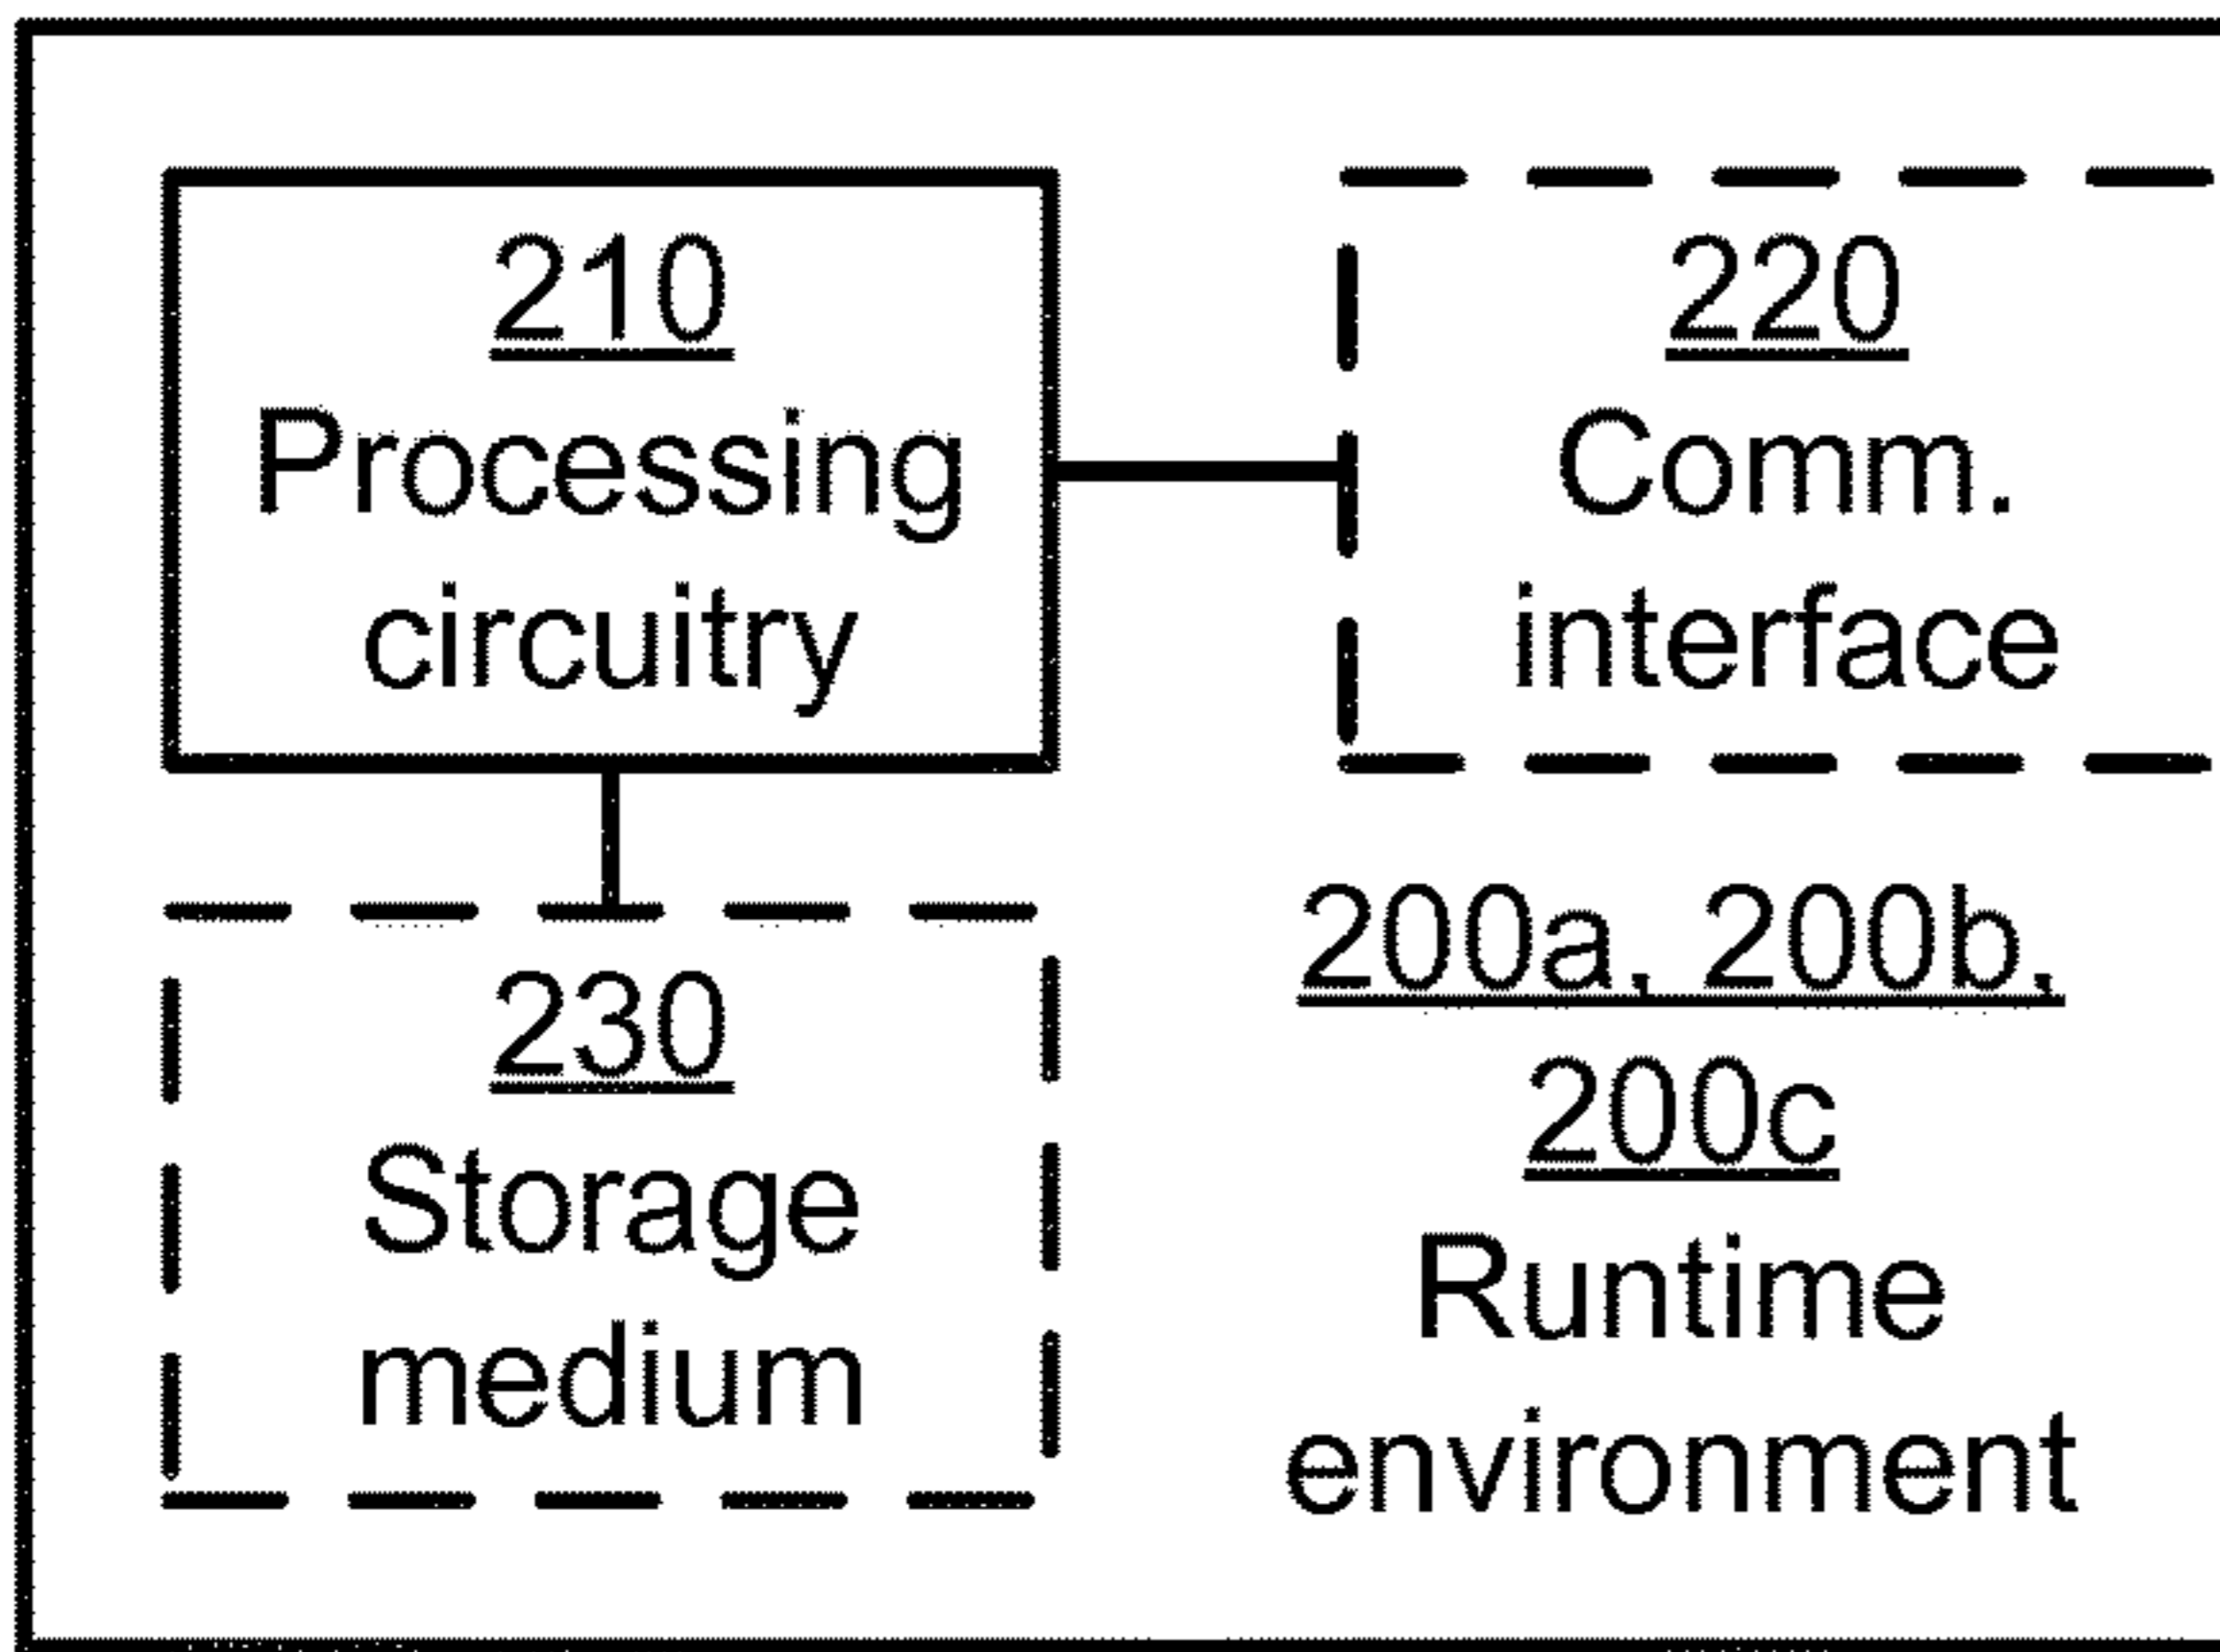 210
Processing
circuitry
220
Comm.
interface
230
Storage
medium
200a, 200b,
200c
Runtime
environment